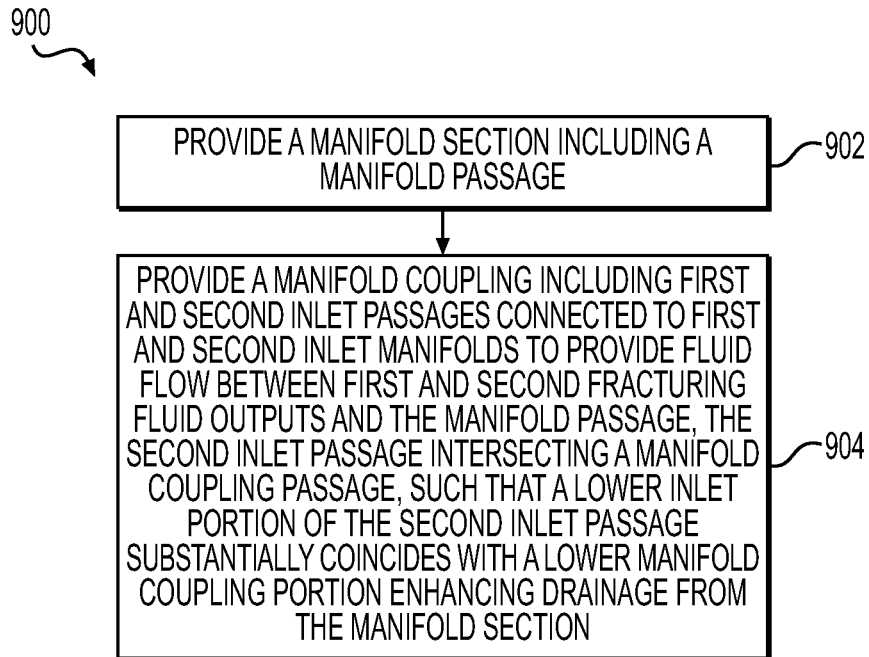 900
PROVIDE A MANIFOLD SECTION INCLUDING A
MANIFOLD PASSAGE
902
PROVIDE A MANIFOLD COUPLING INCLUDING FIRST
AND SECOND INLET PASSAGES CONNECTED TO FIRST
AND SECOND INLET MANIFOLDS TO PROVIDE FLUID
FLOW BETWEEN FIRST AND SECOND FRACTURING
FLUID OUTPUTS AND THE MANIFOLD PASSAGE, THE
SECOND INLET PASSAGE INTERSECTING A MANIFOLD
COUPLING PASSAGE, SUCH THAT A LOWER INLET
PORTION OF THE SECOND INLET PASSAGE
SUBSTANTIALLY COINCIDES WITH A LOWER MANIFOLD
COUPLING PORTION ENHANCING DRAINAGE FROM
THE MANIFOLD SECTION
904